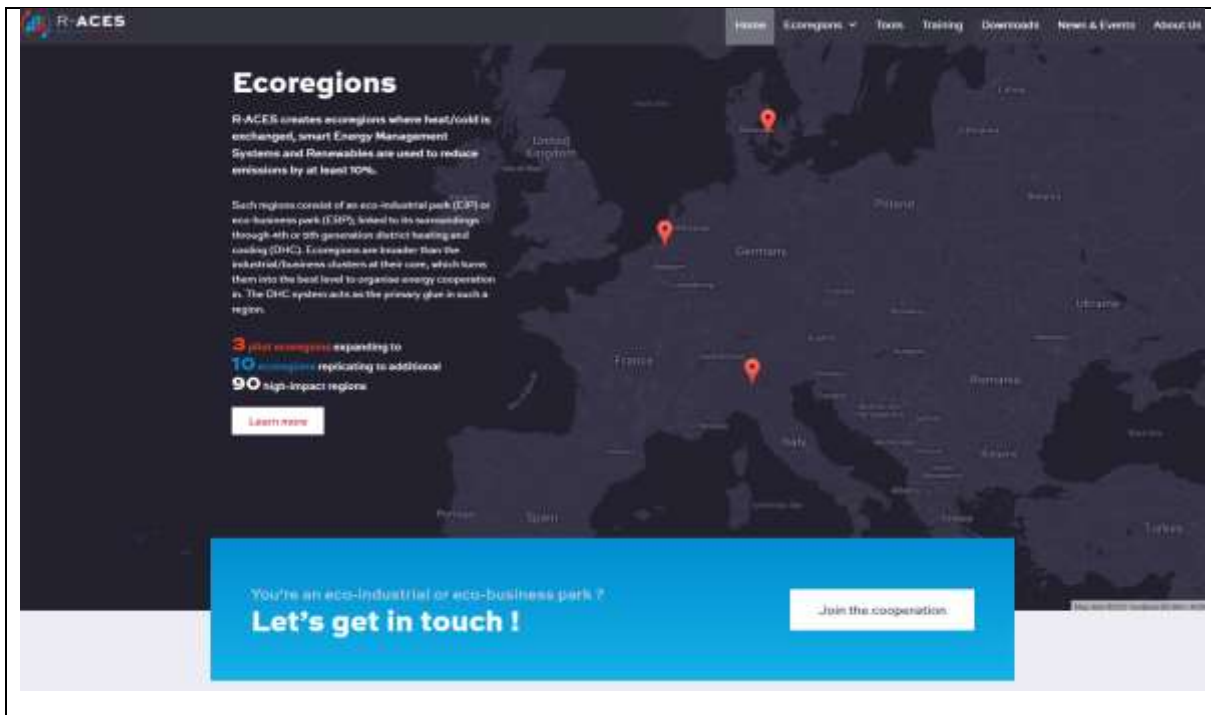 R-ACES
Home Ecoregions Tools Training Downloads News & Events About Us
Ecoregions
R-ACES creates ecoregions where heat/cold is
exchanged, smart Energy Management
Systems and Renewables are used to reduce
emissions by at least 10%.
Such regions consist of an eco-industrial park (EIP) or
eco-business park (EBP), linked to its surroundings
through 4th or 5th generation district heating and
cooling (DHC). Ecoregions are broader than the
industrial/business clusters at their core, which turns
them into the best level to organise energy cooperation
in. The DHC system acts as the primary glue in such a
region.
3 pilot ecoregions expanding to
10 ecoregions replicating to additional
90 high-impact regions
Learn more
United
Kingdom
Poland
Germany
Ukraine
France
Romania
Italy
Spain
Turkey
You're an eco-industrial or eco-business park ?
Let's get in touch !
Join the cooperation